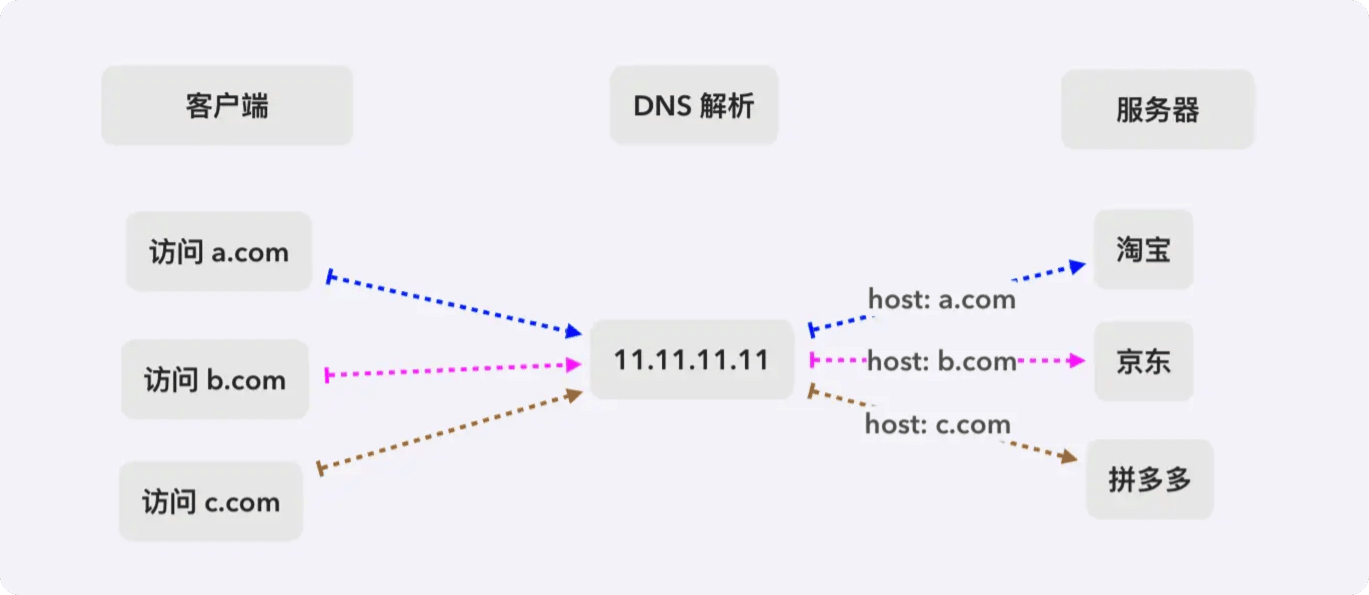 客户端
DNS 解析
服务器
访问 a.com
淘宝
host: a.com
11.11.11.11
访问 b.com
host: b.com
京东
host: c.com
访问 c.com
拼多多